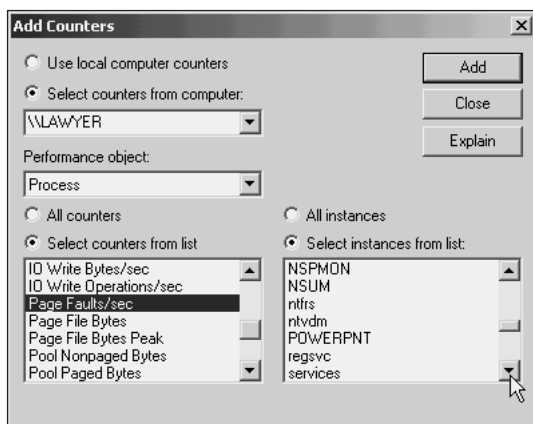 Add Counters
Use local computer counters
Select counters from computer:
\\LAWYER
Performance object:
Process
All counters
Select counters from list
IO Write Bytes/sec
IO Write Operations/sec
Page Faults/sec
Page File Bytes
Page File Bytes Peak
Pool Nonpaged Bytes
Pool Paged Bytes
All instances
Select instances from list:
NSPMON
NSUM
ntfrs
ntvdm
POWERPNT
regsvc
services
Add
Close
Explain